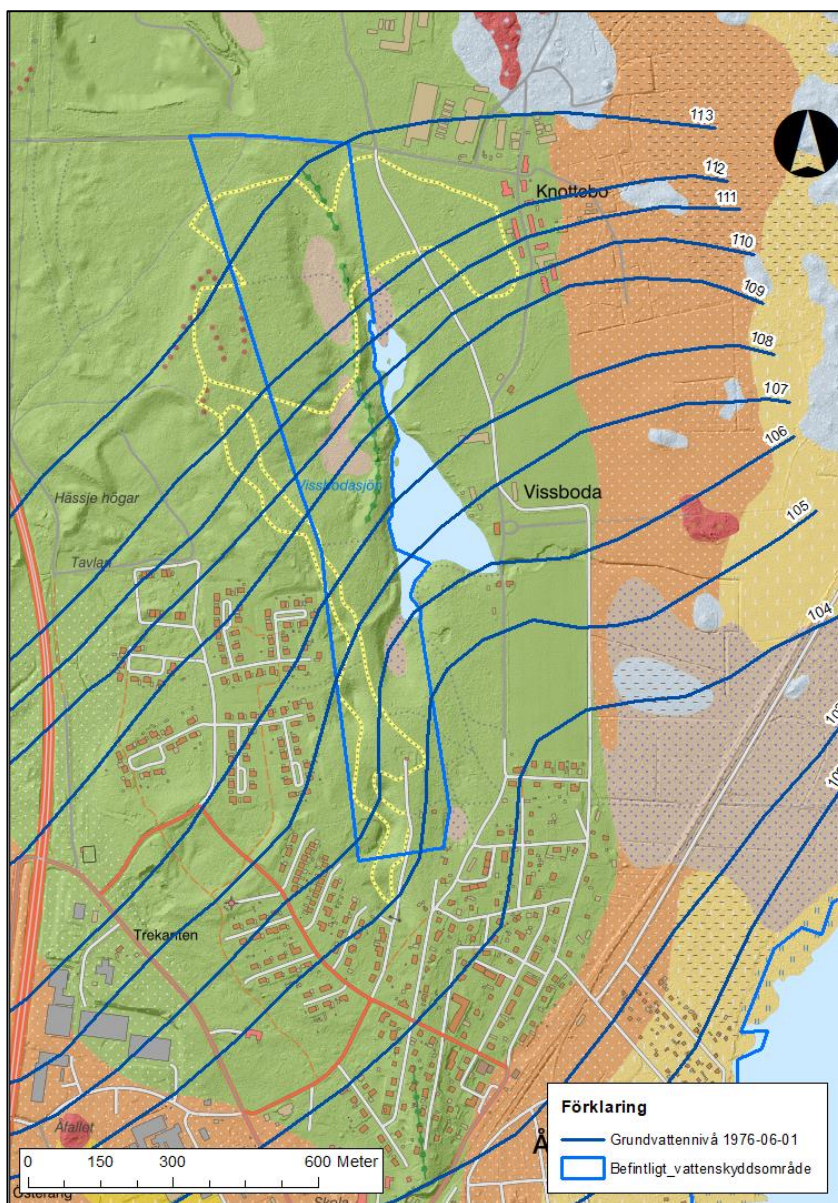 113
112
Knottebo
111
110
109
108
107
106
Vissbodasjön
Vissboda
Hässje högar
105
Tavlan
104
Trekanten
Åfallet
Förklaring
Grundvattennivå 1976-06-01
Befintligt_vattenskyddsområde
0 150 300 600 Meter